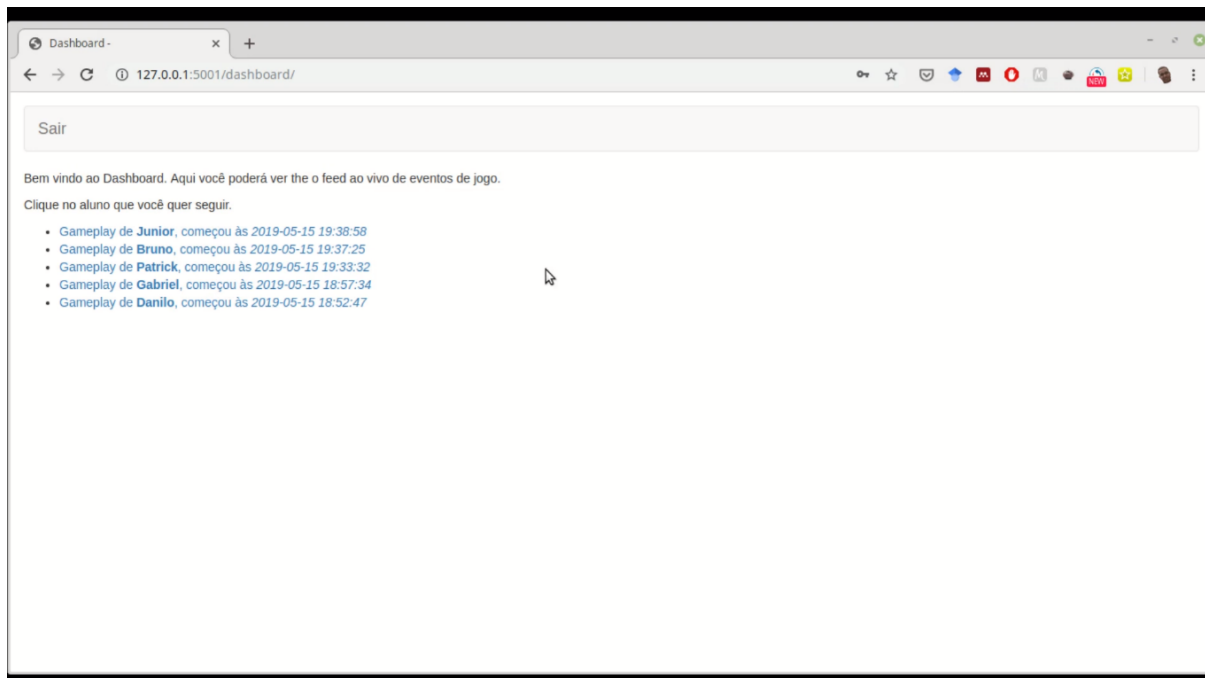 Dashboard -
127.0.0.1:5001/dashboard/
NEW
Sair
Bem vindo ao Dashboard. Aqui você poderá ver the o feed ao vivo de eventos de jogo.
Clique no aluno que você quer seguir.
Gameplay de Junior, começou às 2019-05-15 19:38:58
Gameplay de Bruno, começou às 2019-05-15 19:37:25
Gameplay de Patrick, começou às 2019-05-15 19:33:32
Gameplay de Gabriel, começou às 2019-05-15 18:57:34
Gameplay de Danilo, começou às 2019-05-15 18:52:47